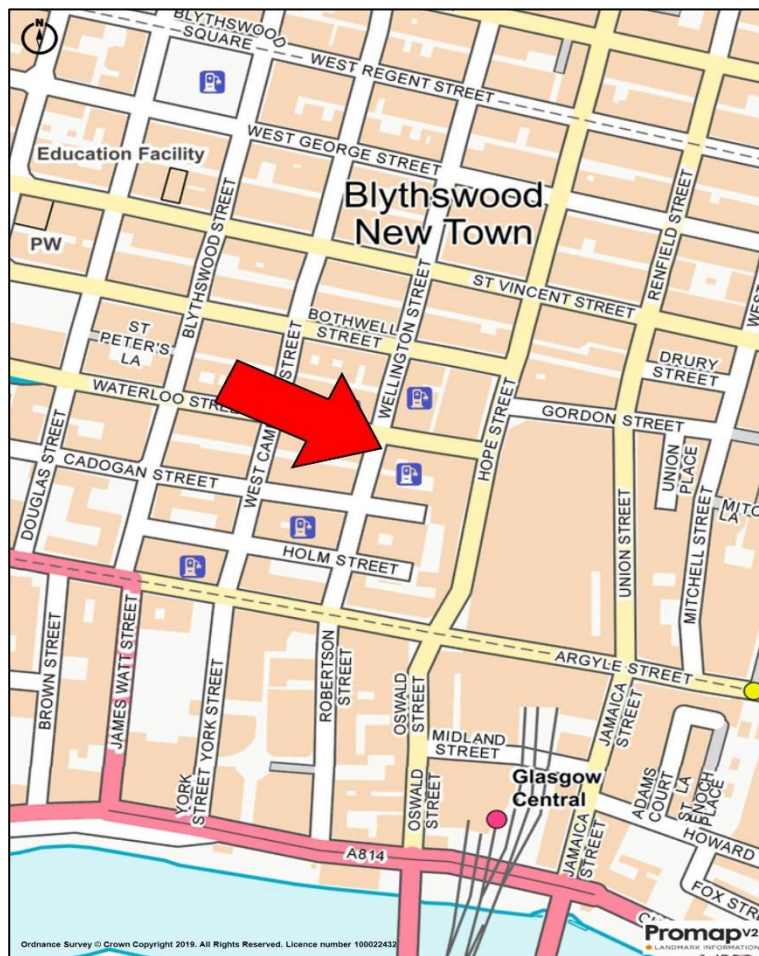 N
BLYTHSWOOD
SQUARE
WEST REGENT STREET
WEST GEORGE STREET
Education Facility
Blythswood
New Town
PW
BLYTHSWOOD STREET
RENFIELD STREET
ST VINCENT STREET
WELLINGTON STREET
BOTHWELL
STREET
ST
PETER'S
LA
STREET
WEST
DRURY
STREET
WATERLOO STREE
GORDON STREET
HOPE STREET
UNION
PLACE
DOUGLAS STREET
CADOGAN STREET
WEST CAM
MITC
LA
MITCHELL STREET
UNION STREET
HOLM STREET
BROWN STREET
JAMES WATT STREET
YORK STREET
YORK
STREET
ROBERTSON
STREET
ARGYLE STREET
OSWALD
STREET
MIDLAND
STREET
JAMAICA
STREET
Glasgow
Central
OSWALD
STREET
ADAMS
COURT
ST
LA
ENOCH
PLACE
HOWARD
A814
JAMAICA
STREET
FOX STR
Ordnance Survey © Crown Copyright 2019. All Rights Reserved. Licence number 100022432
PromapV2
LANDMARK INFORMATION